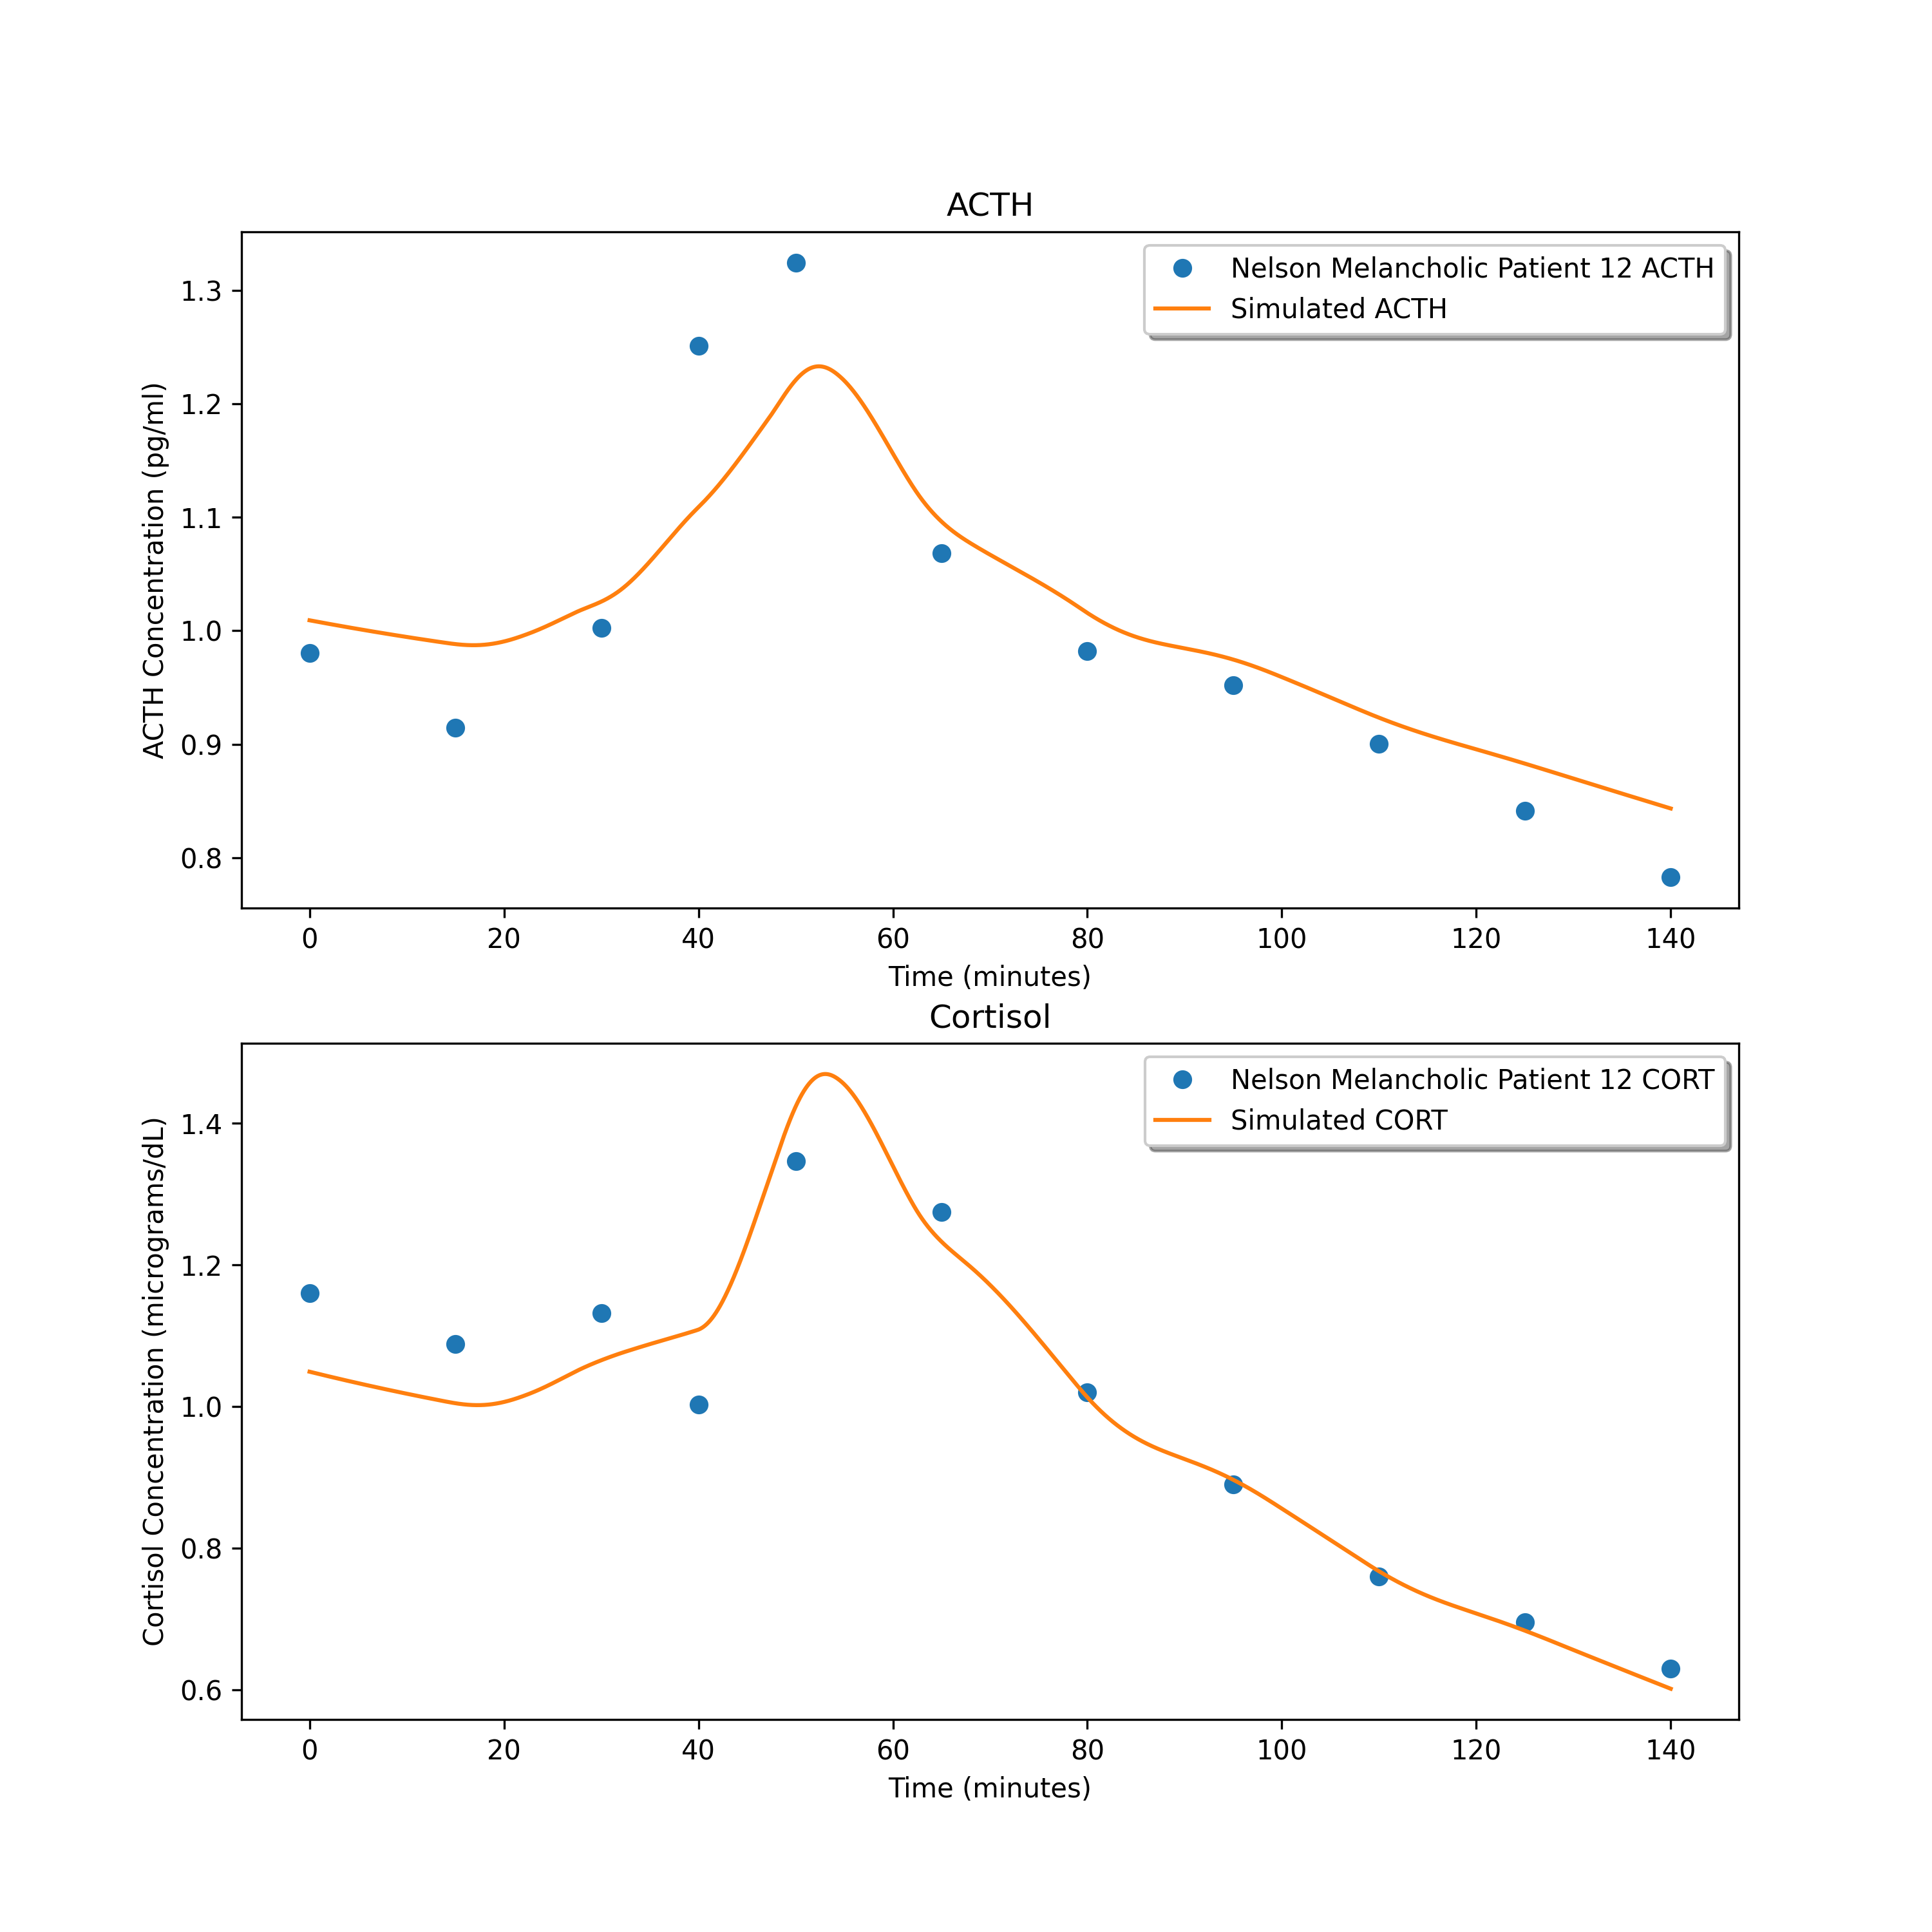 ACTH
Nelson Melancholic Patient 12 ACTH
Simulated ACTH
ACTH Concentration (pg/ml)
1.3
1.2
1.1
1.0
0.9
0.8
0 20 40 60 80 100 120 140
Time (minutes)
Cortisol
Nelson Melancholic Patient 12 CORT
Simulated CORT
Cortisol Concentration (micrograms/dL)
1.4
1.2
1.0
0.8
0.6
0 20 40 60 80 100 120 140
Time (minutes)